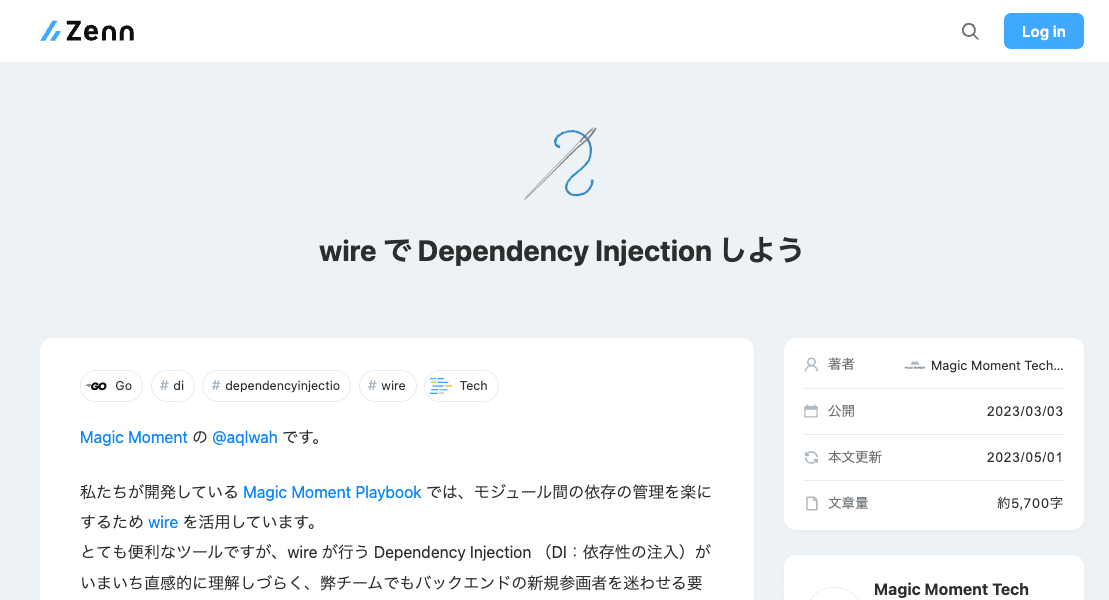 Zenn
Log in
wire で Dependency Injection しよう
GO Go
# di
# dependencyinjectio
# wire
Tech
Magic Moment の @aqlwah です。
私たちが開発している Magic Moment Playbook では、モジュール間の依存の管理を楽に
するため wire を活用しています。
とても便利なツールですが、wire が行う Dependency Injection （DI：依存性の注入）が
いまいち直感的に理解しづらく、弊チームでもバックエンドの新規参画者を迷わせる要
著者 Magic Moment Tech...
公開 2023/03/03
本文更新 2023/05/01
文章量 約5,700字
Magic Moment Tech